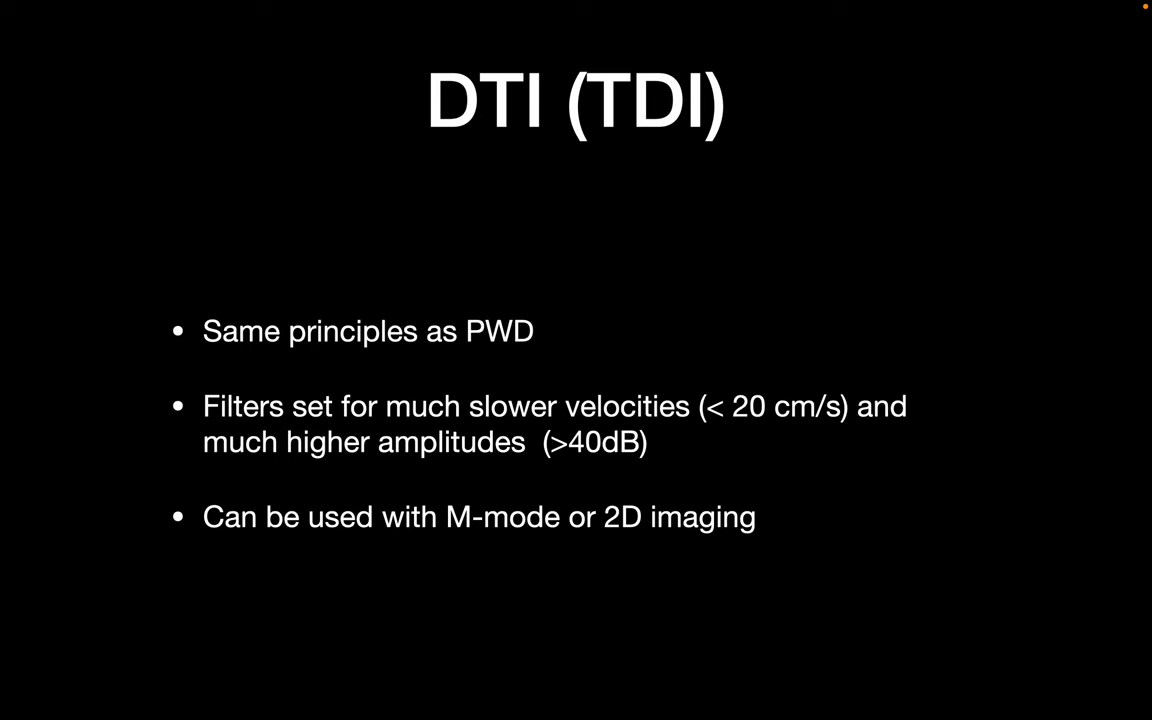 DTI (TDI)
• Same principles as PWD
• Filters set for much slower velocities (< 20 cm/s) and
much higher amplitudes  (>40dB)
• Can be used with M-mode or 2D imaging